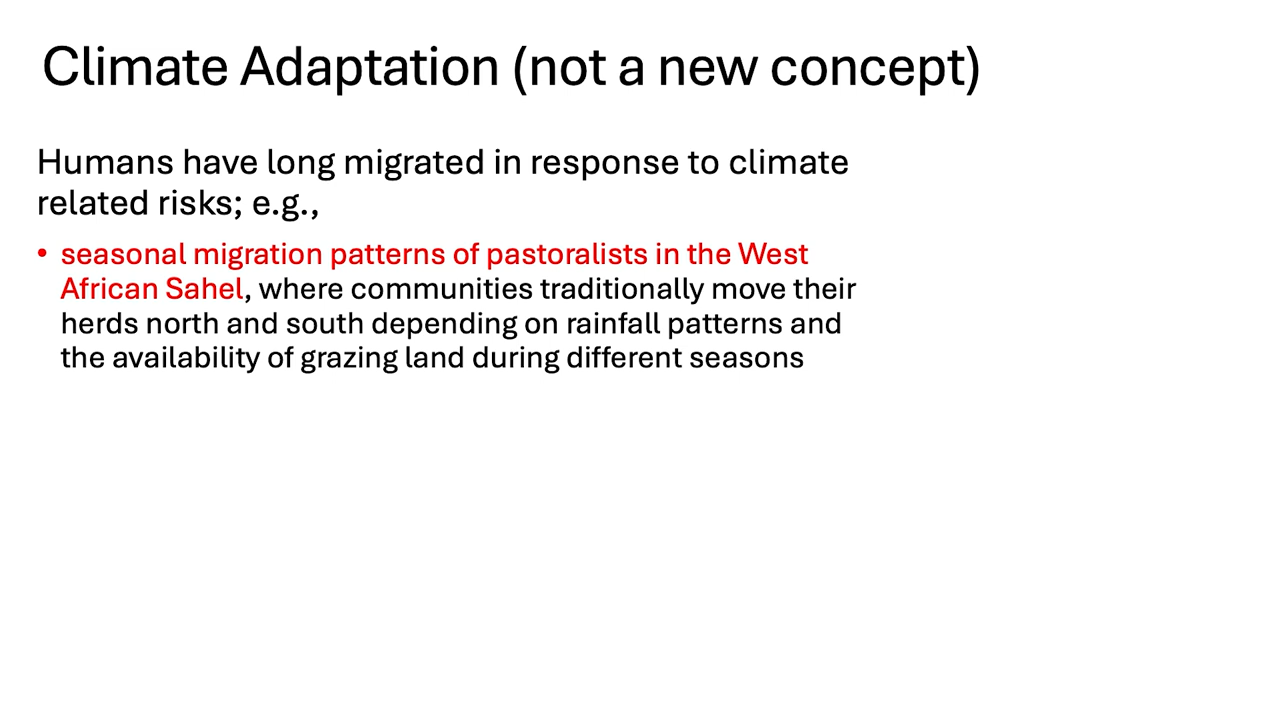 Climate Adaptation (not a new concept)
Humans have long migrated in response to climate
related risks; e.g.,
• seasonal migration patterns of pastoralists in the West
African Sahel, where communities traditionally move their
herds north and south depending on rainfall patterns and
the availability of grazing land during different seasons